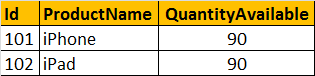 Id ProductName QuantityAvailable
101 iPhone 90
102 iPad 90